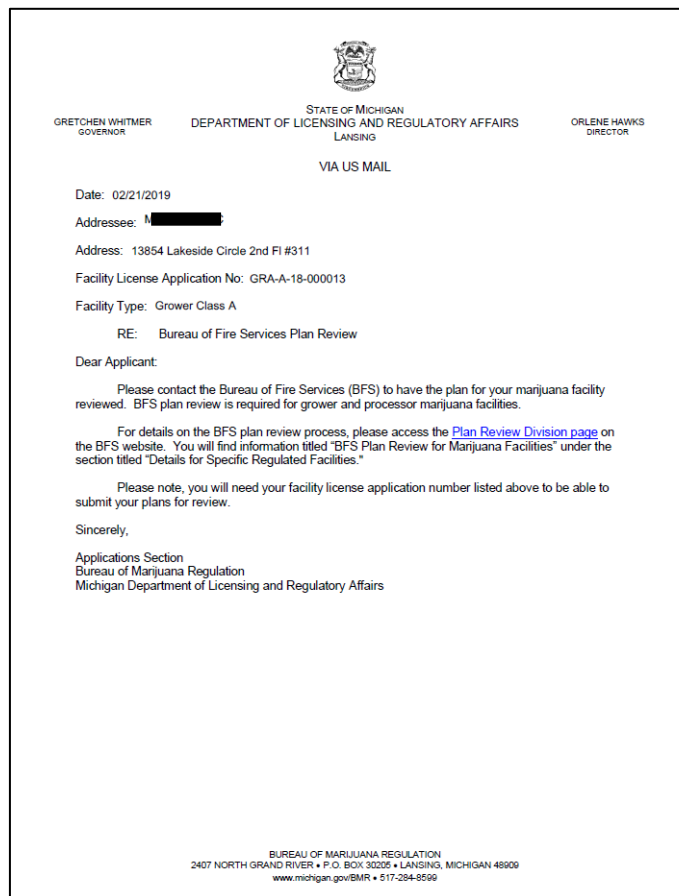 STATE OF MICHIGAN
GRETCHEN WHITMER DEPARTMENT OF LICENSING AND REGULATORY AFFAIRS ORLENE HAWKS
GOVERNOR LANSING DIRECTOR
VIA US MAIL
Date: 02/21/2019
Addressee:
Address: 13854 Lakeside Circle 2nd Fl #311
Facility License Application No: GRA-A-18-000013
Facility Type: Grower Class A
RE: Bureau of Fire Services Plan Review
Dear Applicant:
Please contact the Bureau of Fire Services (BFS) to have the plan for your marijuana facility
reviewed. BFS plan review is required for grower and processor marijuana facilities.
For details on the BFS plan review process, please access the Plan Review Division page on
the BFS website. You will find information titled “BFS Plan Review for Marijuana Facilities” under the
section titled “Details for Specific Regulated Facilities."
Please note, you will need your facility license application number listed above to be able to
submit your plans for review.
Sincerely,
Applications Section
Bureau of Marijuana Regulation
Michigan Department of Licensing and Regulatory Affairs
BUREAU OF MARIJUANA REGULATION
2407 NORTH GRAND RIVER • P.O. BOX 30205 • LANSING, MICHIGAN 48909
www.michigan.gov/BMR • 517-284-8599